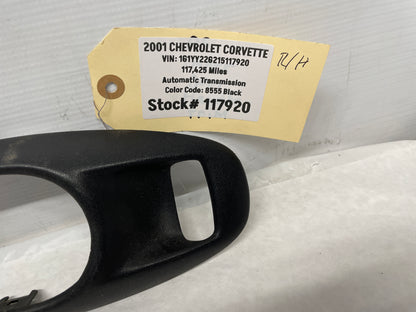 2001 CHEVROLET CORVETTE
VIN: 1G1YY22G215117920
117,425 Miles
Automatic Transmission
Color Code: 8555 Black
Stock# 117920
R/H